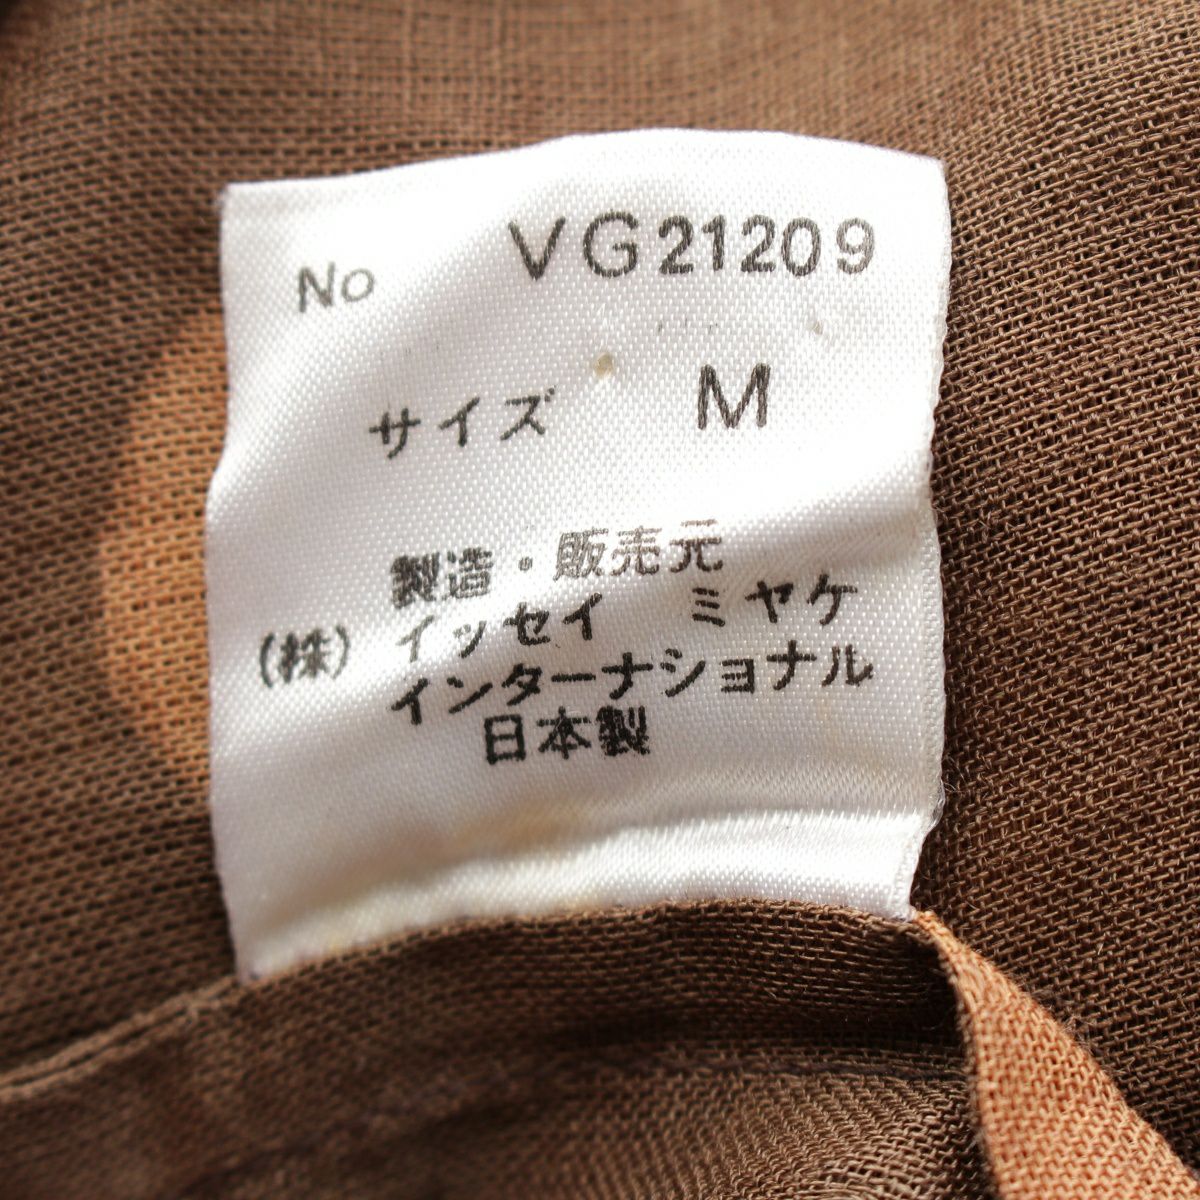 No VG21209
サイズ M
製造・販売元
(株) イッセイ ミヤケ
インターナショナル
日本製